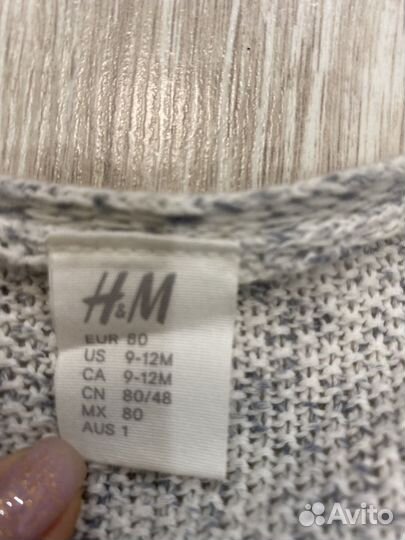 H&M
EUR 80
US 9-12M
CA 9-12M
CN 80/48
MX 80
AUS 1
Avito